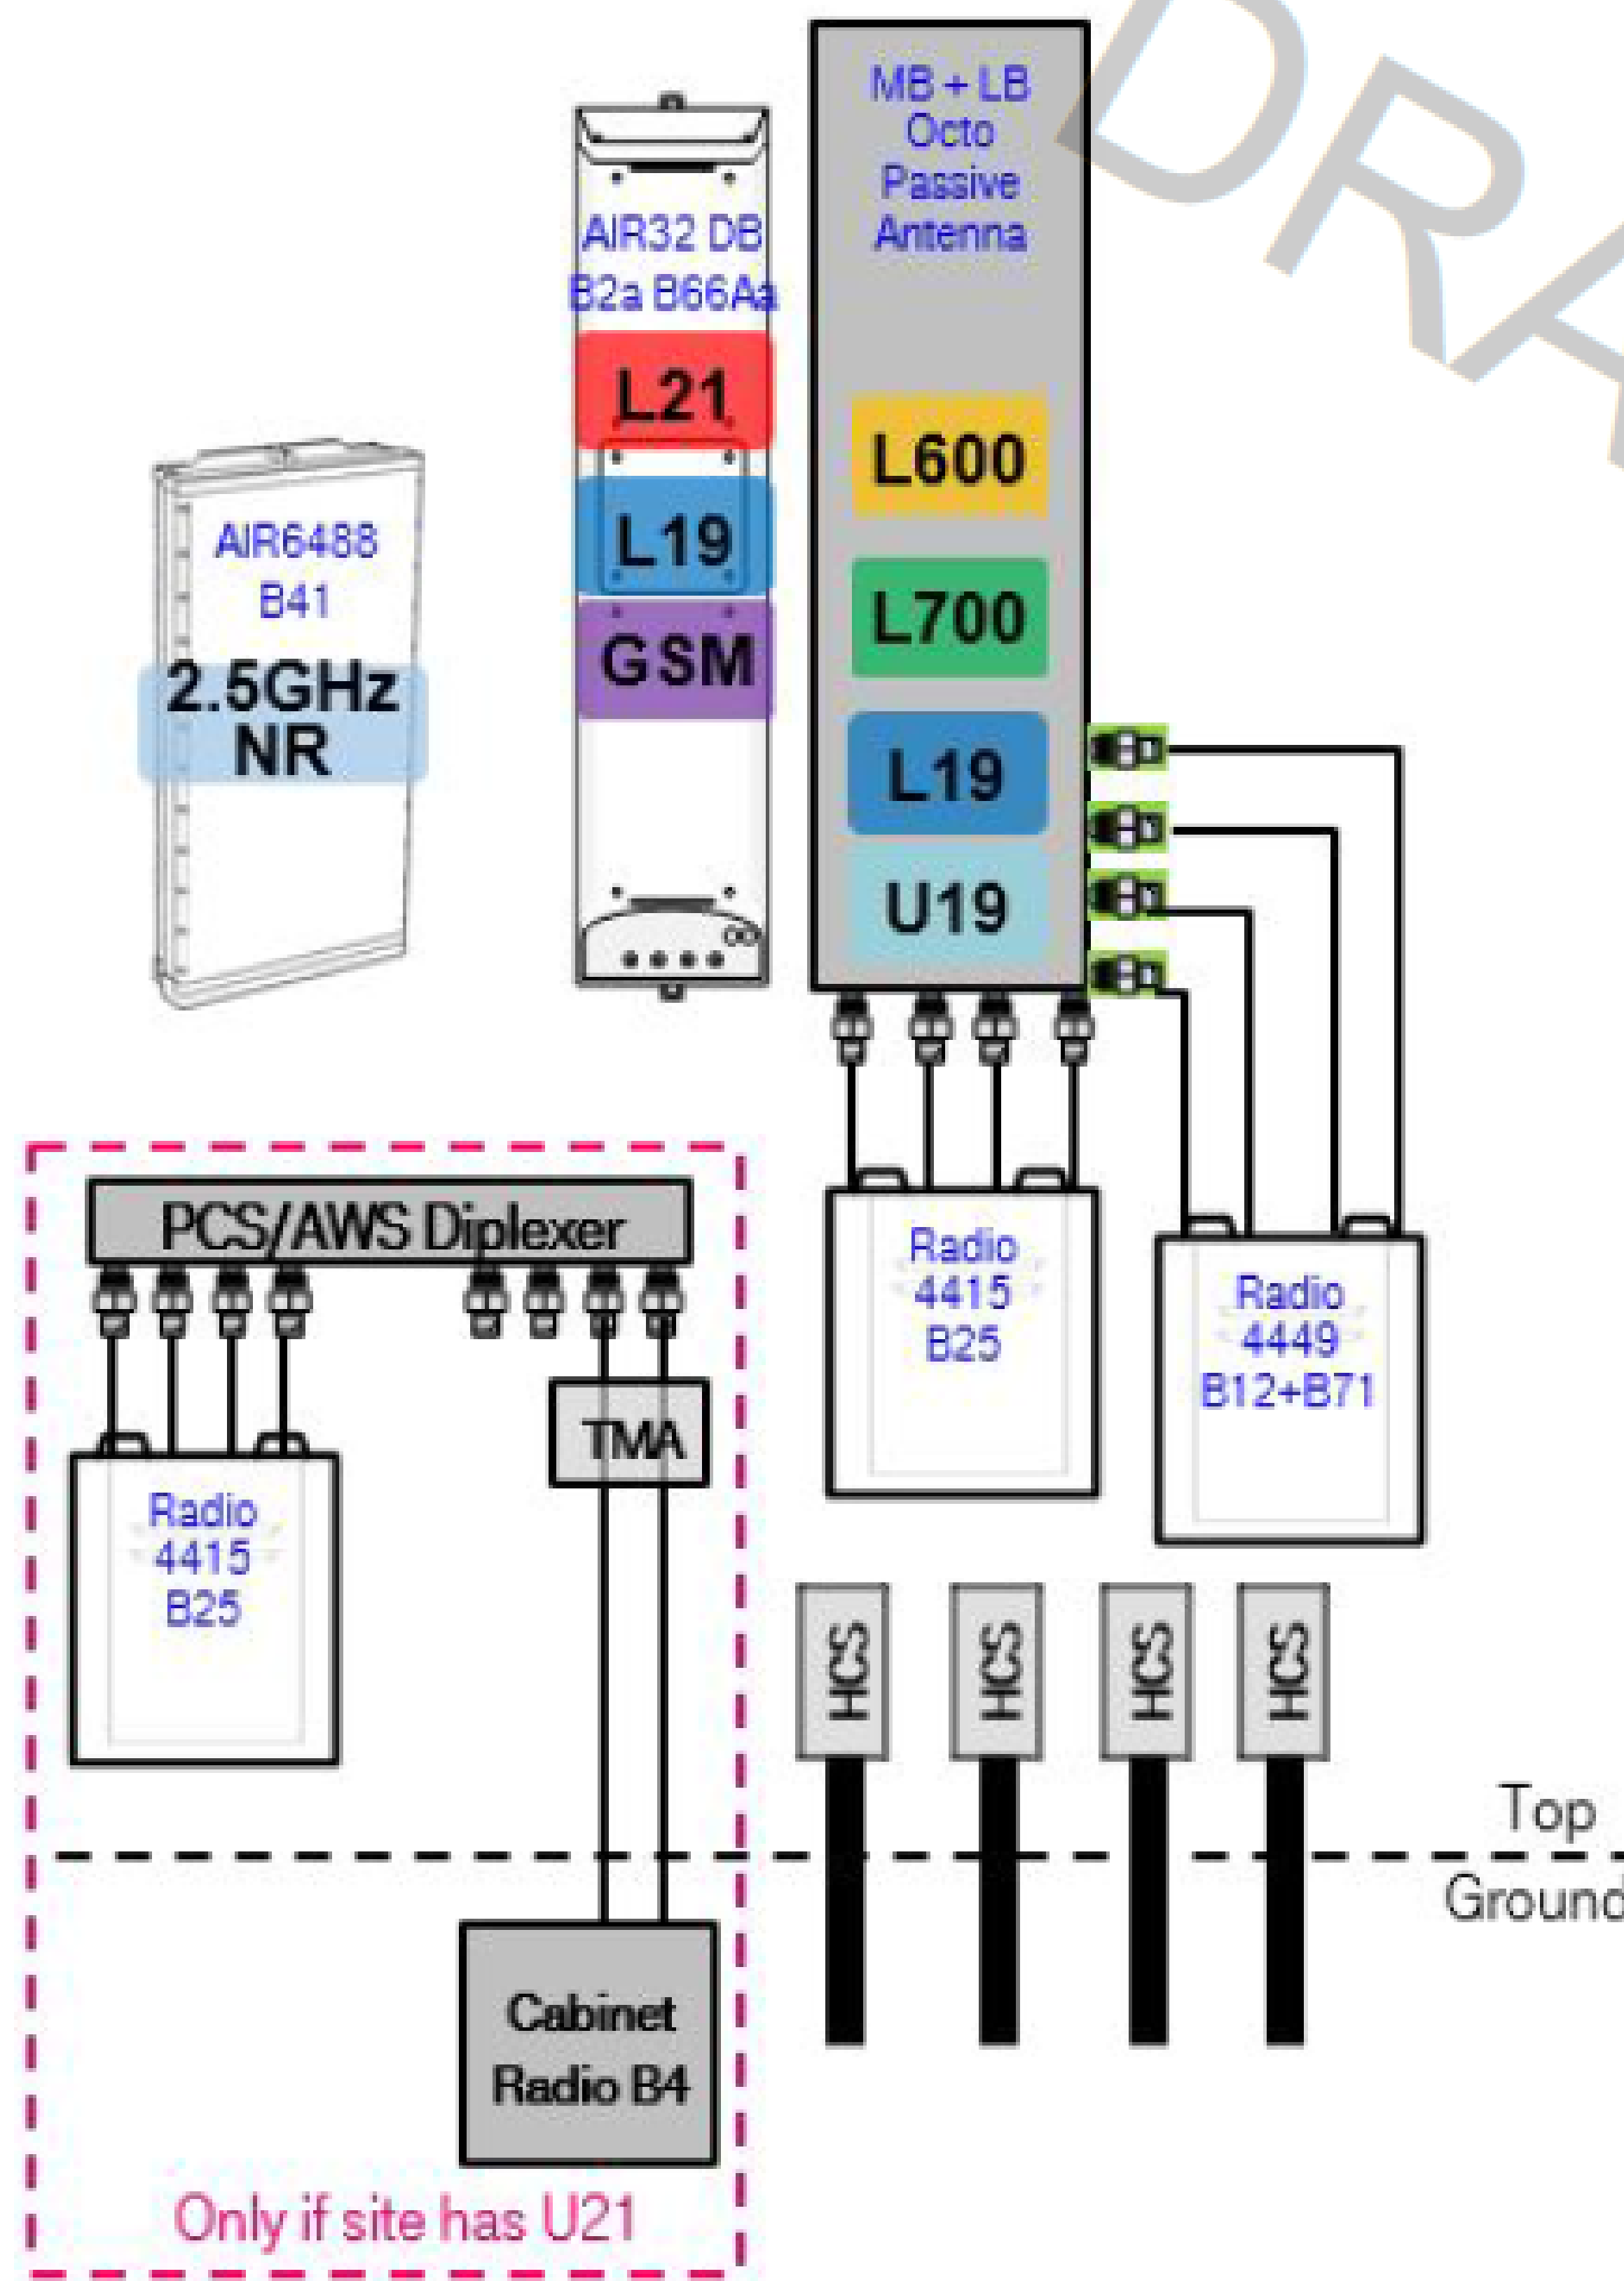 DRA
MB + LB
Octo
Passive
Antenna
AIR32 DB
B2a B66Aa
L21
L19
GSM
L600
L700
L19
U19
AIR6488
B41
2.5GHz
NR
PCS/AWS Diplexer
TMA
Radio
4415
B25
Radio
4415
B25
Radio
4449
B12+B71
HCS
HCS
HCS
HCS
Top
Ground
Cabinet
Radio B4
Only if site has U21